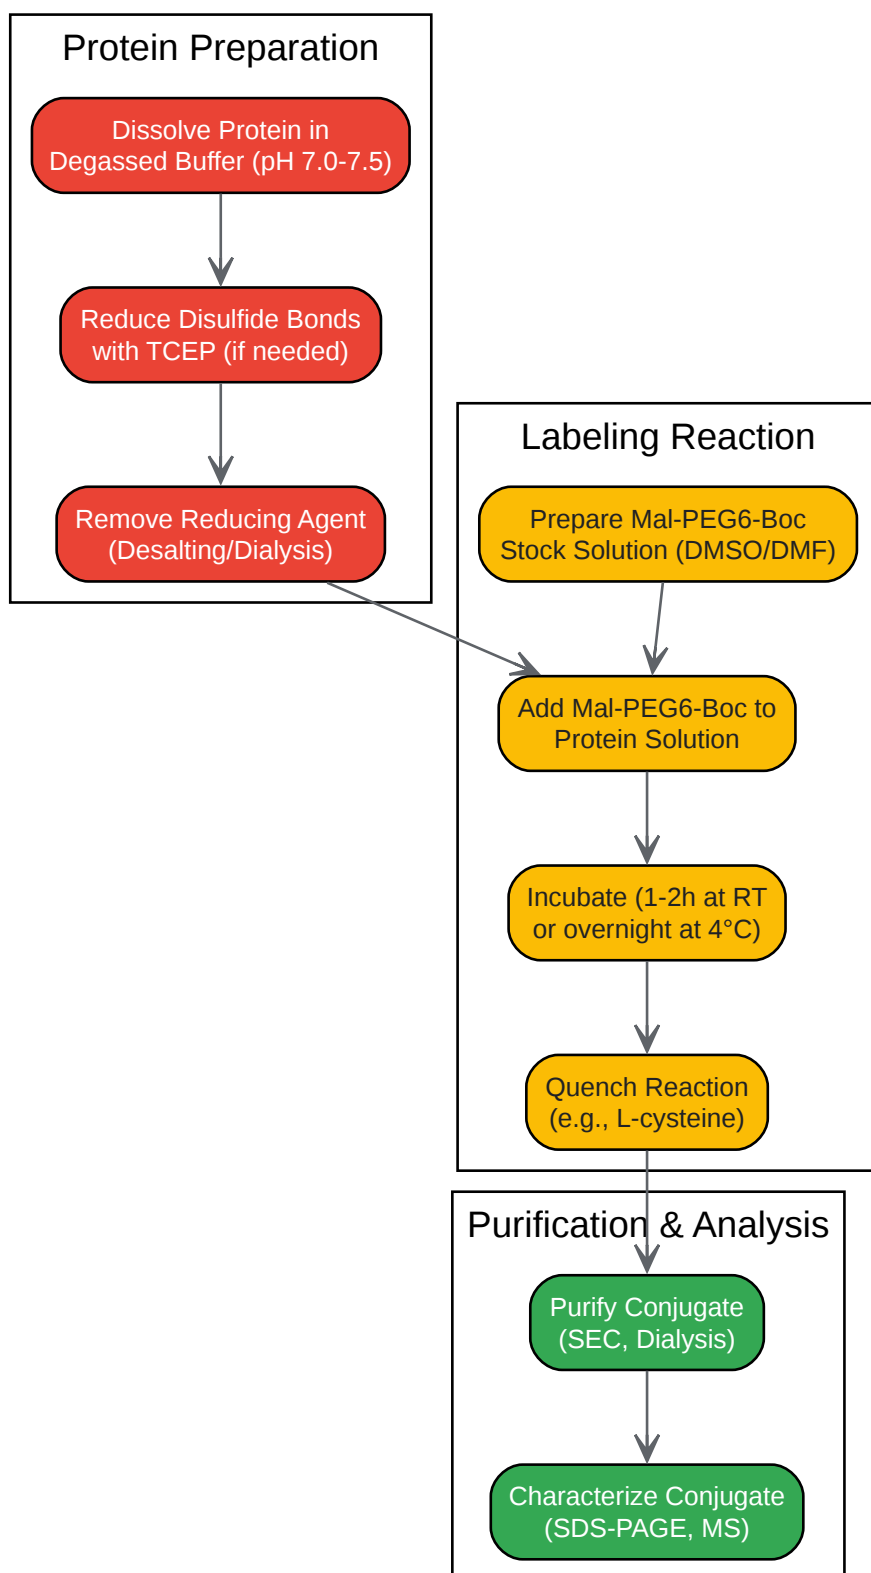 Protein Preparation
Dissolve Protein in
Degassed Buffer (pH 7.0-7.5)
Reduce Disulfide Bonds
with TCEP (if needed)
Remove Reducing Agent
(Desalting/Dialysis)
Labeling Reaction
Prepare Mal-PEG6-Boc
Stock Solution (DMSO/DMF)
Add Mal-PEG6-Boc to
Protein Solution
Incubate (1-2h at RT
or overnight at 4°C)
Quench Reaction
(e.g., L-cysteine)
Purification & Analysis
Purify Conjugate
(SEC, Dialysis)
Characterize Conjugate
(SDS-PAGE, MS)